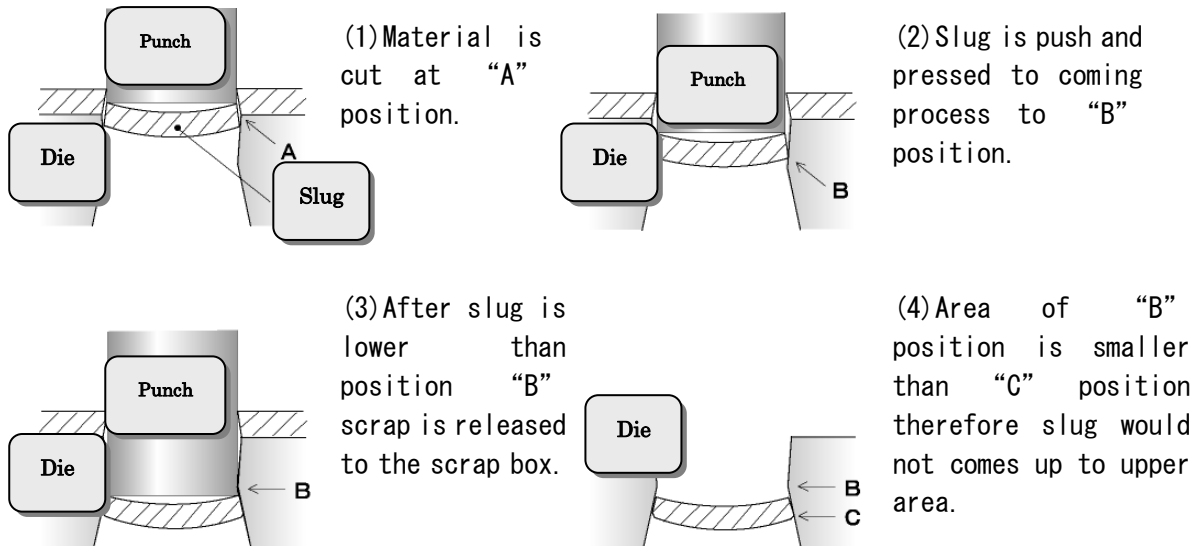 Punch
Die
A
Slug
(1)Material is
cut at “A”
position.
Punch
Die
B
(2)Slug is push and
pressed to coming
process to “B”
position.
Punch
Die
B
(3)After slug is
lower than
position “B”
scrap is released
to the scrap box.
Die
B
C
(4)Area of “B”
position is smaller
than “C” position
therefore slug would
not comes up to upper
area.